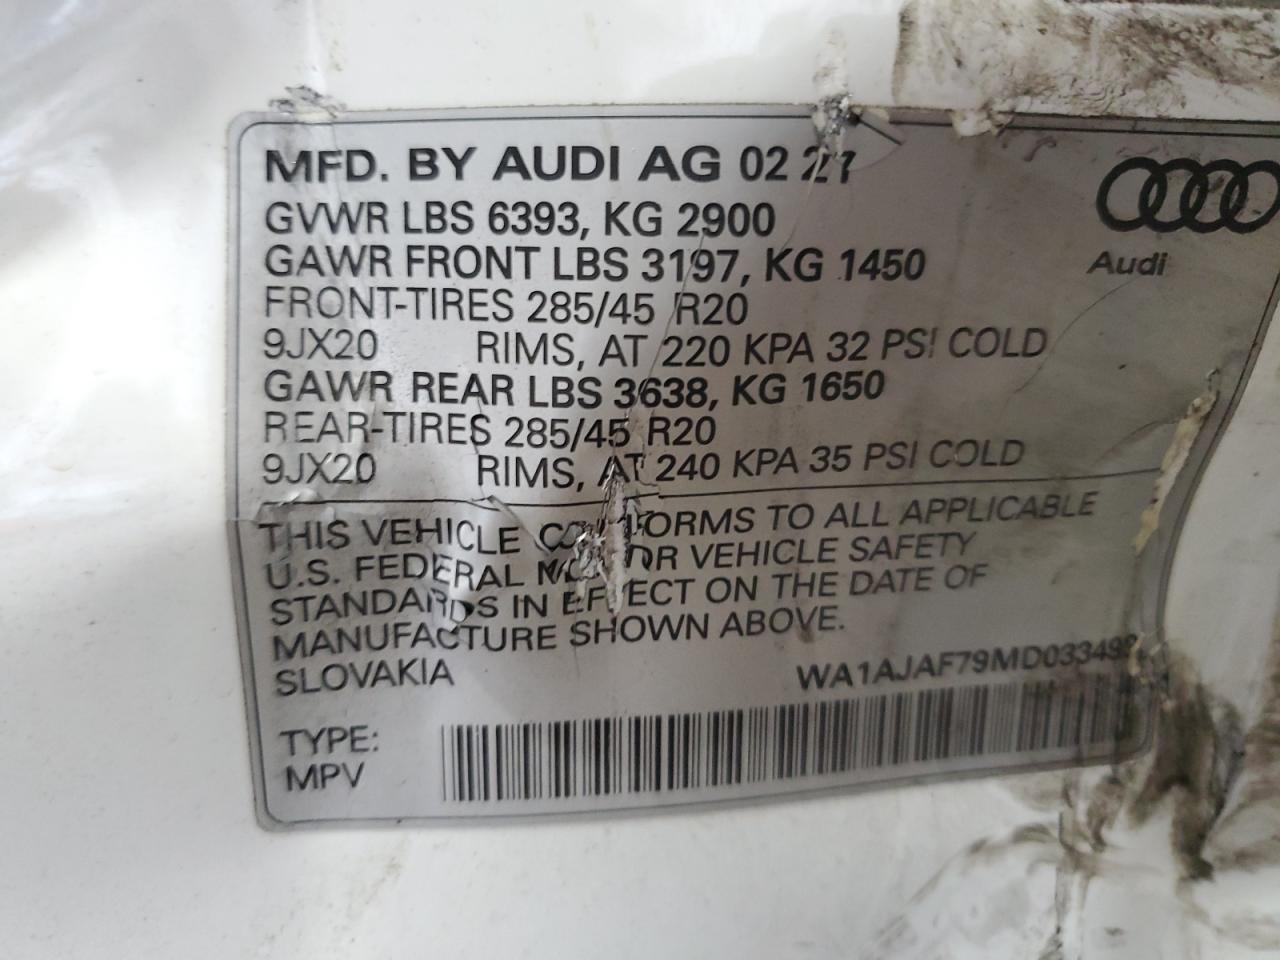 MFD. BY AUDI AG 02 21
GVWR LBS 6393, KG 2900
GAWR FRONT LBS 3197, KG 1450
FRONT-TIRES 285/45 R20
9JX20 RIMS, AT 220 KPA 32 PSI COLD
GAWR REAR LBS 3638, KG 1650
REAR-TIRES 285/45 R20
9JX20 RIMS, AT 240 KPA 35 PSI COLD
THIS VEHICLE CONFORMS TO ALL APPLICABLE
U.S. FEDERAL MOTOR VEHICLE SAFETY
STANDARDS IN EFFECT ON THE DATE OF
MANUFACTURE SHOWN ABOVE.
SLOVAKIA
TYPE:
MPV
Audi